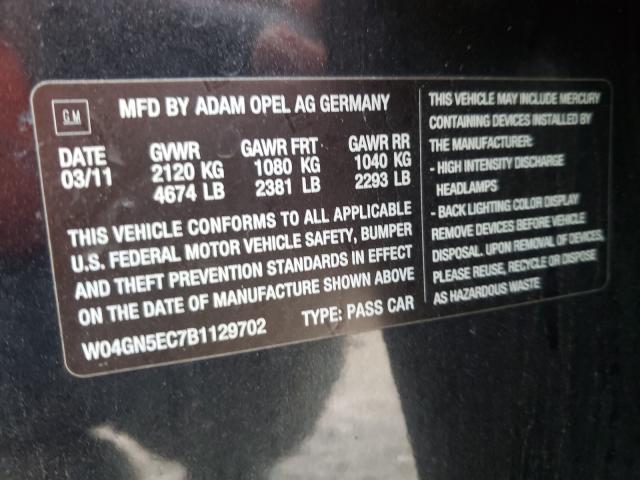 GM
MFD BY ADAM OPEL AG GERMANY
DATE GVWR GAWR FRT GAWR RR
03/11 2120 KG 1080 KG 1040 KG
4674 LB 2381 LB 2293 LB
THIS VEHICLE CONFORMS TO ALL APPLICABLE
U.S. FEDERAL MOTOR VEHICLE SAFETY, BUMPER
AND THEFT PREVENTION STANDARDS IN EFFECT
ON THE DATE OF MANUFACTURE SHOWN ABOVE
W04GN5EC7B1129702 TYPE: PASS CAR
THIS VEHICLE MAY INCLUDE MERCURY
CONTAINING DEVICES INSTALLED BY
THE MANUFACTURER:
- HIGH INTENSITY DISCHARGE
HEADLAMPS
- BACK LIGHTING COLOR DISPLAY
REMOVE DEVICES BEFORE VEHICLE
DISPOSAL. UPON REMOVAL OF DEVICES,
PLEASE REUSE, RECYCLE OR DISPOSE
AS HAZARDOUS WASTE